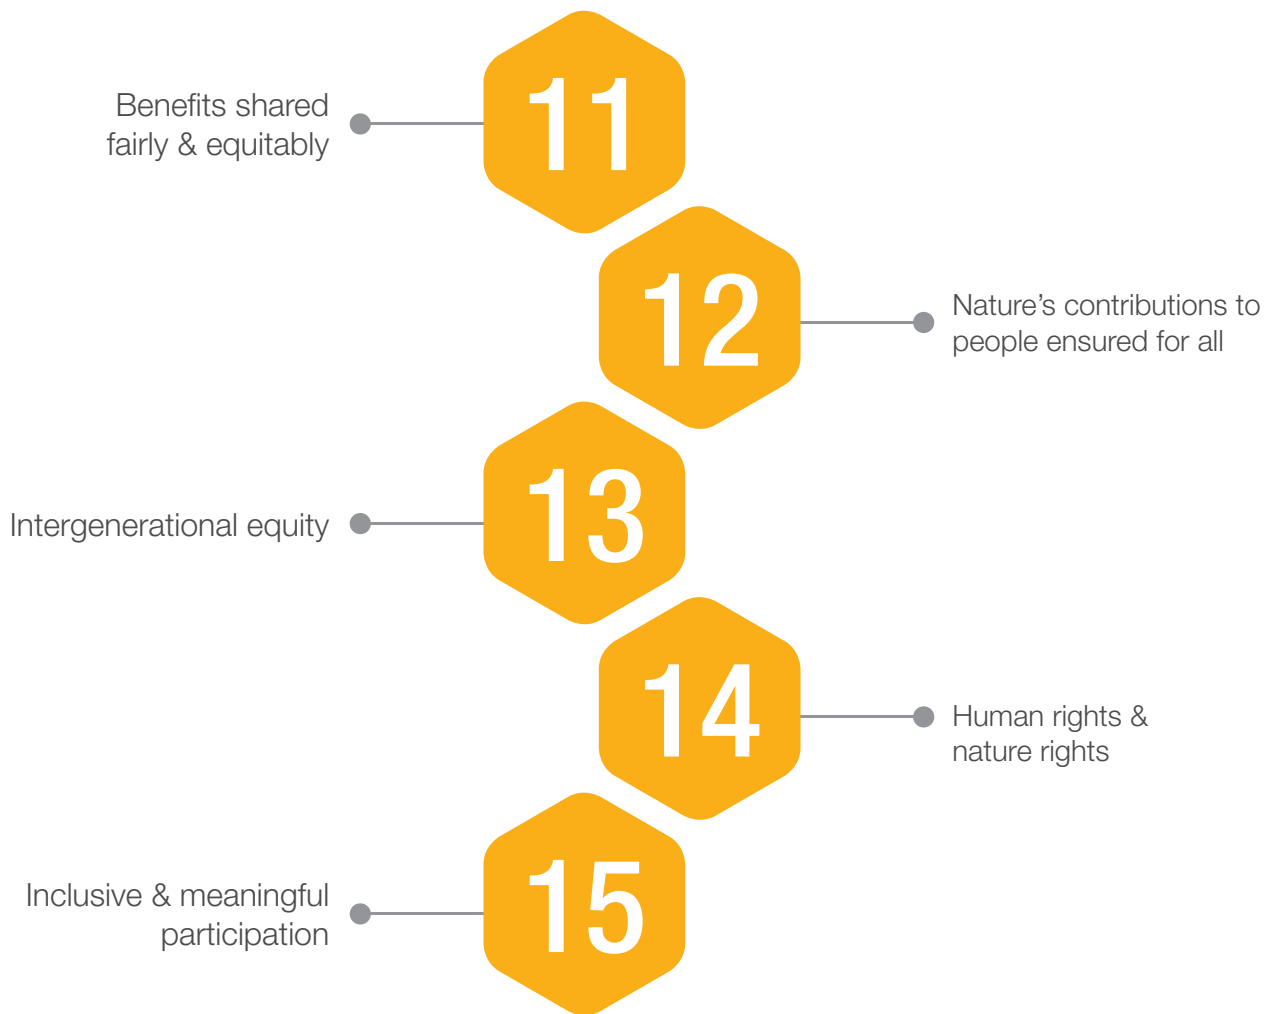 11
Benefits shared
fairly & equitably
12
Nature’s contributions to
people ensured for all
13
Intergenerational equity
14
Human rights &
nature rights
15
Inclusive & meaningful
participation